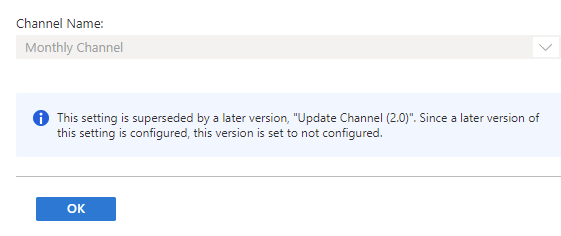 Channel Name:
Monthly Channel
This setting is superseded by a later version, "Update Channel (2.0)". Since a later version of
this setting is configured, this version is set to not configured.
OK